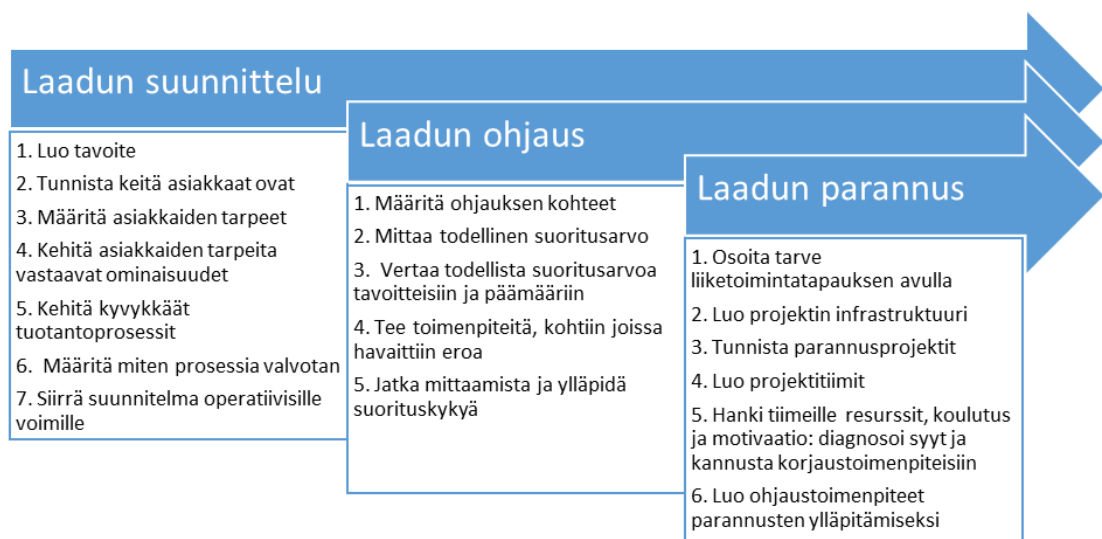 Laadun suunnittelu
1. Luo tavoite
2. Tunnista keitä asiakkaat ovat
3. Määritä asiakkaiden tarpeet
4. Kehitä asiakkaiden tarpeita
vastaavat ominaisuudet
5. Kehitä kyvykkäät
tuotantoprosessit
6.  Määritä miten prosessia valvotan
7. Siirrä suunnitelma operatiivisille
voimille
Laadun ohjaus
1. Määritä ohjauksen kohteet
2. Mittaa todellinen suoritusarvo
3.  Vertaa todellista suoritusarvoa
tavoitteisiin ja päämääriin
4. Tee toimenpiteitä, kohtiin joissa
havaittiin eroa
5. Jatka mittaamista ja ylläpidä
suorituskykyä
Laadun parannus
1. Osoita tarve
liiketoimintatapauksen avulla
2. Luo projektin infrastruktuuri
3. Tunnista parannusprojektit
4. Luo projektitiimit
5. Hanki tiimeille resurssit, koulutus
ja motivaatio: diagnosoi syyt ja
kannusta korjaustoimenpiteisiin
6. Luo ohjaustoimenpiteet
parannusten ylläpitämiseksi